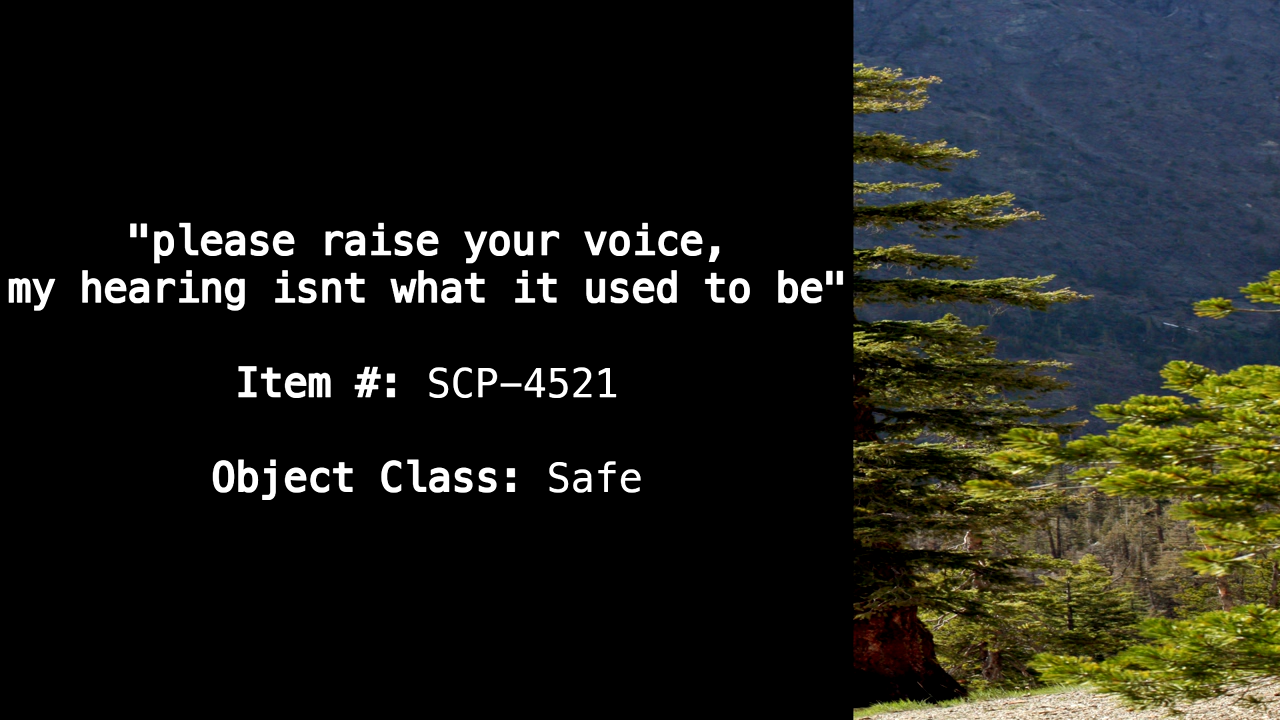 "please raise your voice,
my hearing isnt what it used to be"
Item #: SCP-4521
Object Class: Safe